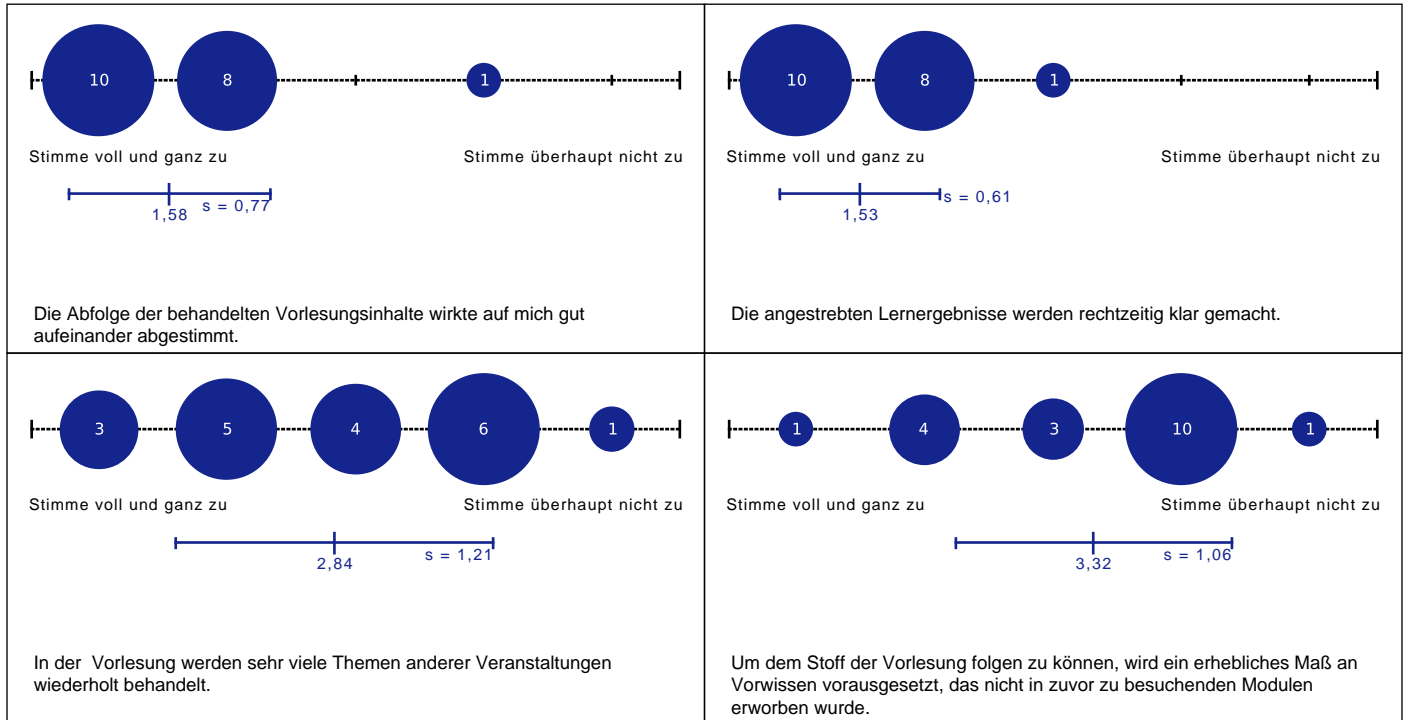 10 8 1
Stimme voll und ganz zu Stimme überhaupt nicht zu
1,58 s = 0,77
Die Abfolge der behandelten Vorlesungsinhalte wirkte auf mich gut
aufeinander abgestimmt.
10 8 1
Stimme voll und ganz zu Stimme überhaupt nicht zu
1,53 s = 0,61
Die angestrebten Lernergebnisse werden rechtzeitig klar gemacht.
3 5 4 6 1
Stimme voll und ganz zu Stimme überhaupt nicht zu
2,84 s = 1,21
In der  Vorlesung werden sehr viele Themen anderer Veranstaltungen
wiederholt behandelt.
1 4 3 10 1
Stimme voll und ganz zu Stimme überhaupt nicht zu
3,32 s = 1,06
Um dem Stoff der Vorlesung folgen zu können, wird ein erhebliches Maß an
Vorwissen vorausgesetzt, das nicht in zuvor zu besuchenden Modulen
erworben wurde.